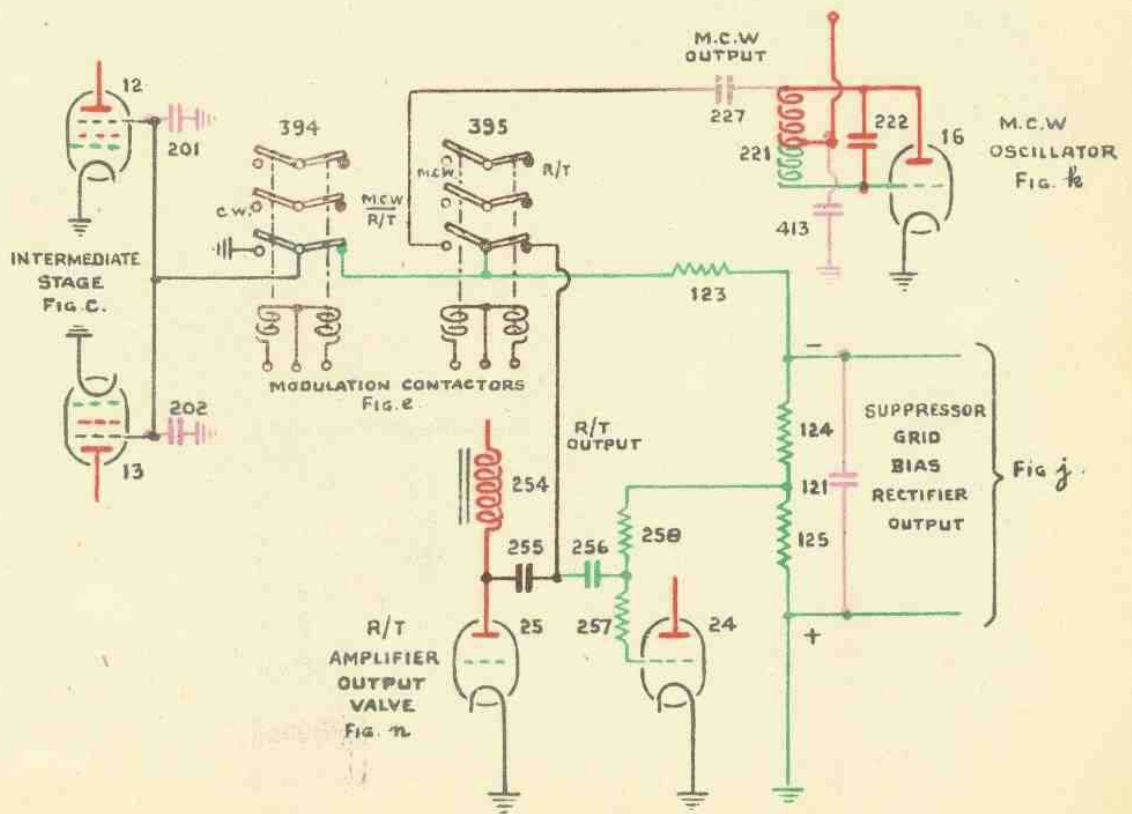 12
201
INTERMEDIATE
STAGE
FIG. C.
202
13
394
C.W.
395
M.C.W
R/T
M.C.W
R/T
MODULATION CONTACTORS
FIG. e.
M.C.W
OUTPUT
227
221
222
413
16
M.C.W
OSCILLATOR
FIG. k
123
-
124
121
125
+
SUPPRESSOR
GRID
BIAS
RECTIFIER
OUTPUT
FIG j.
R/T
OUTPUT
254
255
256
258
257
25
24
R/T
AMPLIFIER
OUTPUT
VALVE
FIG. n